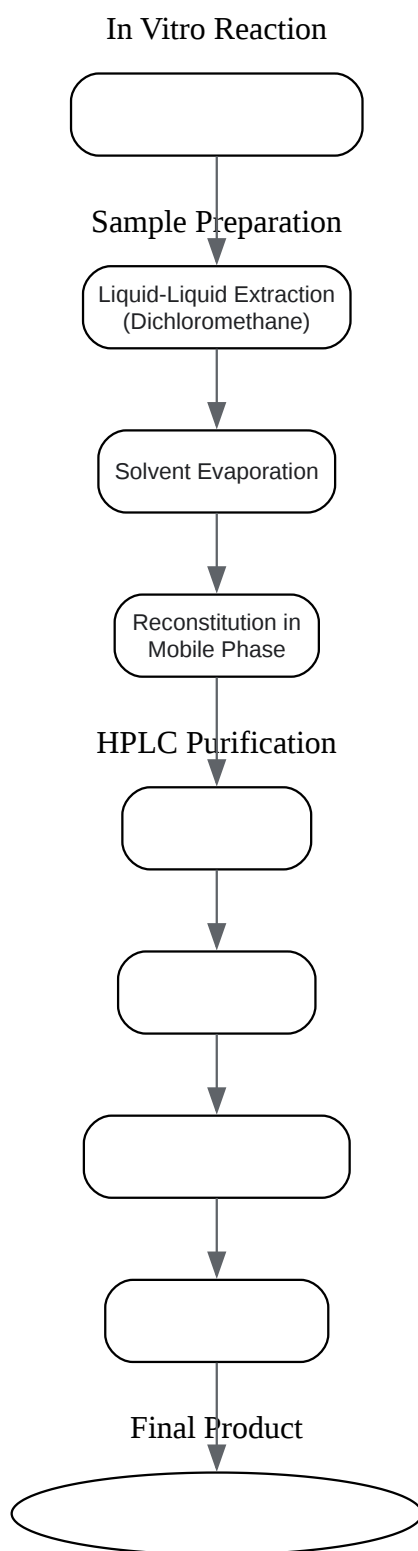 In Vitro Reaction
Sample Preparation
Liquid-Liquid Extraction
(Dichloromethane)
Solvent Evaporation
Reconstitution in
Mobile Phase
HPLC Purification
Final Product